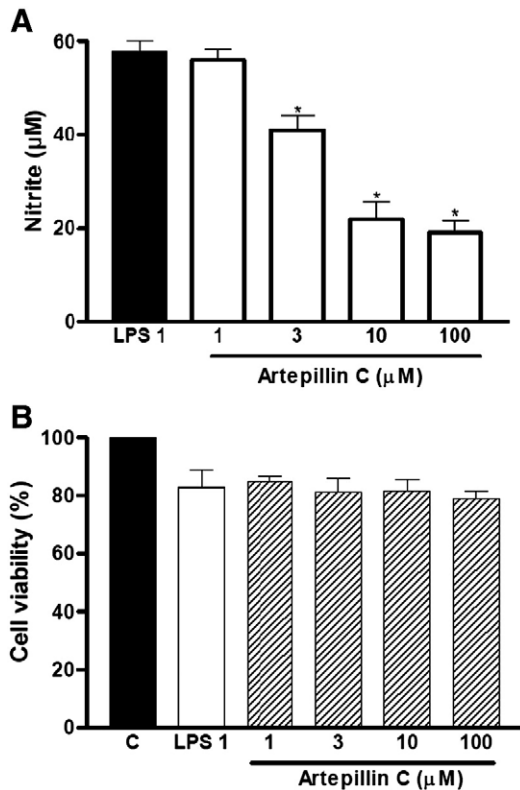 A
Nitrite (μM)
60
40
20
0
*
*
*
LPS 1 1 3 10 100
Artepillin C (μM)
B
Cell viability (%)
100
80
60
40
20
0
C LPS 1 1 3 10 100
Artepillin C (μM)